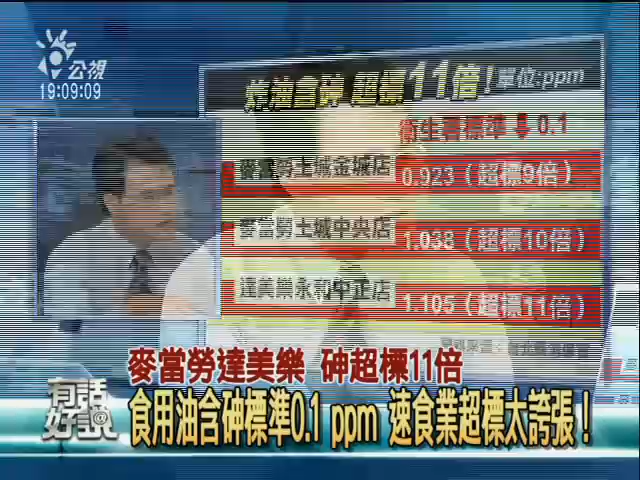 公視
19:09:09
炸油含砷 超標11倍!單位:ppm
衛生署標準⬇0.1
麥當勞土城金城店 0.923(超標9倍)
麥當勞土城中央店 1.038(超標10倍)
達美樂永和中正店 1.105(超標11倍)
麥當勞達美樂 砷超標11倍
有話好說
食用油含砷標準0.1 ppm 速食業超標太誇張!